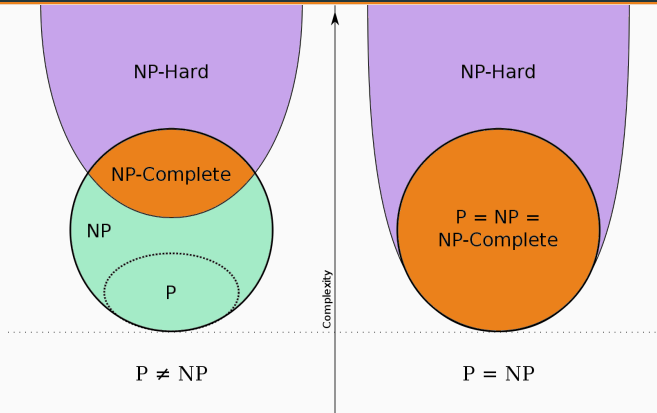 NP-Hard
NP-Complete
NP
P
P ≠ NP
Complexity
NP-Hard
P = NP =
NP-Complete
P = NP